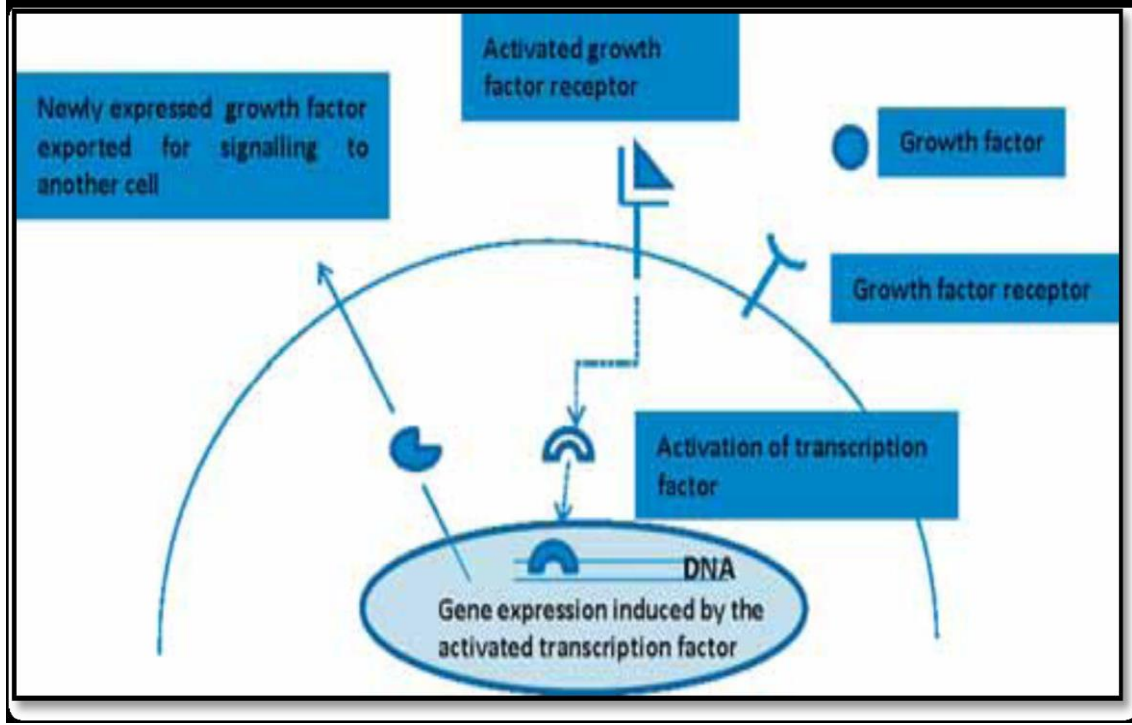 Activated growth
factor receptor
Newly expressed growth factor
exported for signalling to
another cell
Growth factor
Growth factor receptor
Activation of transcription
factor
DNA
Gene expression induced by the
activated transcription factor